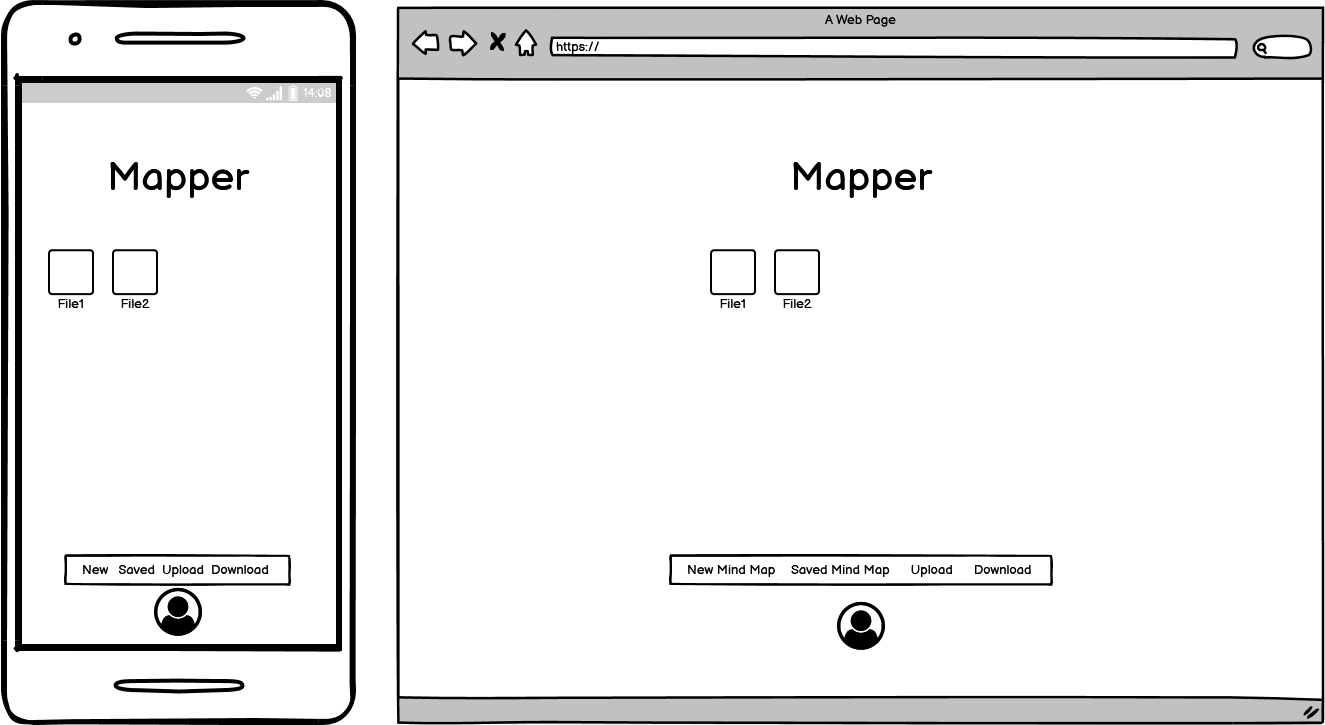 14:08
Mapper
File1 File2
New Saved Upload Download
A Web Page
https://
Mapper
File1 File2
New Mind Map Saved Mind Map Upload Download